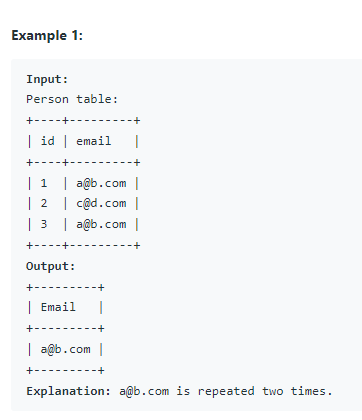 Example 1:
Input:
Person table:
+----+---------+
| id | email   |
+----+---------+
| 1  | a@b.com |
| 2  | c@d.com |
| 3  | a@b.com |
+----+---------+
Output:
+---------+
| Email   |
+---------+
| a@b.com |
+---------+
Explanation: a@b.com is repeated two times.